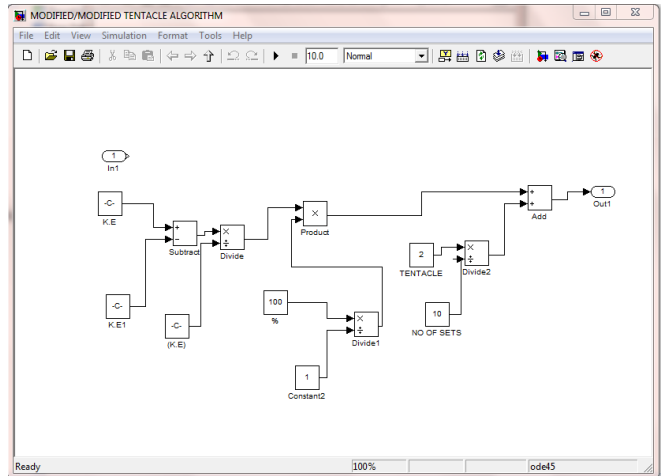 MODIFIED/MODIFIED TENTACLE ALGORITHM
File Edit View Simulation Format Tools Help
10.0 Normal
1
In1
-C-
K.E
+
−
Subtract
×
÷
Divide
×
Product
+
+
Add
1
Out1
-C-
K.E1
-C-
(K.E)
100
%
×
÷
Divide1
1
Constant2
2
TENTACLE
×
÷
Divide2
10
NO OF SETS
Ready 100% ode45